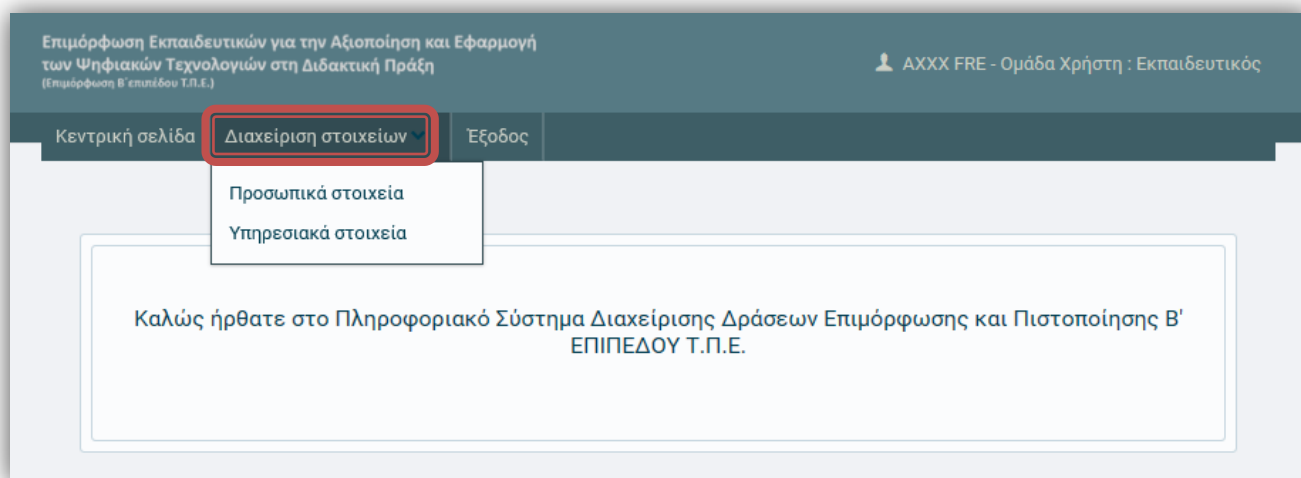 Επιμόρφωση Εκπαιδευτικών για την Αξιοποίηση και Εφαρμογή
των Ψηφιακών Τεχνολογιών στη Διδακτική Πράξη
(Επιμόρφωση Β΄επιπέδου Τ.Π.Ε.)
AXXX FRE - Ομάδα Χρήστη : Εκπαιδευτικός
Κεντρική σελίδα Διαχείριση στοιχείων Έξοδος
Προσωπικά στοιχεία
Υπηρεσιακά στοιχεία
Καλώς ήρθατε στο Πληροφοριακό Σύστημα Διαχείρισης Δράσεων Επιμόρφωσης και Πιστοποίησης Β'
ΕΠΙΠΕΔΟΥ Τ.Π.Ε.